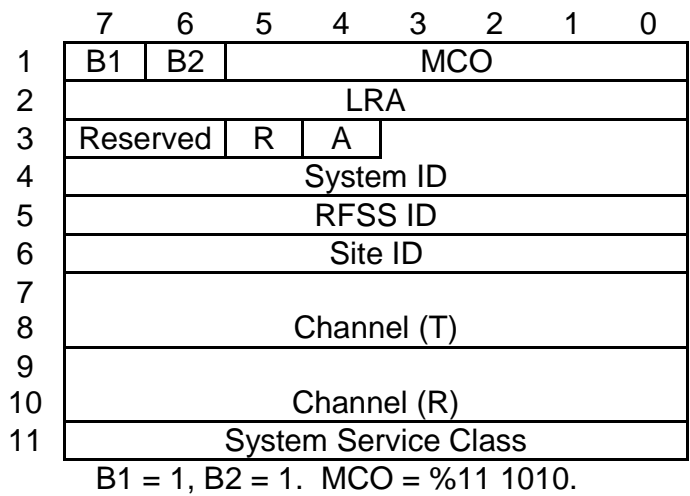 7 6 5 4 3 2 1 0
1 B1 B2 MCO
2 LRA
3 Reserved R A
4 System ID
5 RFSS ID
6 Site ID
7
8 Channel (T)
9
10 Channel (R)
11 System Service Class
B1 = 1, B2 = 1. MCO = %11 1010.